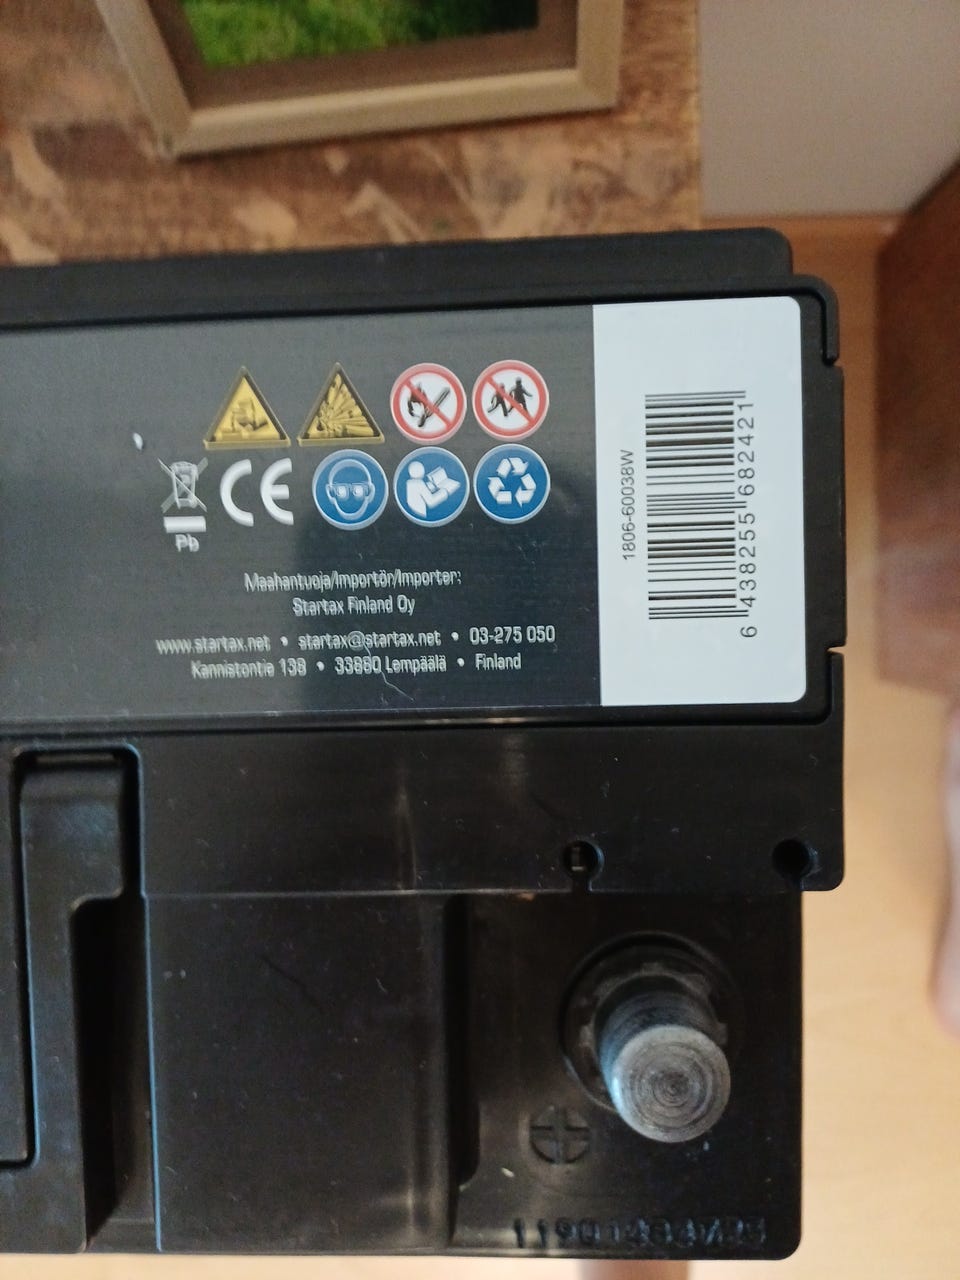 CE
Pb
Maahantuoja/Importör/Importer:
Startax Finland Oy
www.startax.net • startax@startax.net • 03-275 050
Kannistontie 138 • 33880 Lempäälä • Finland
1806-60038W
6 438255 682421